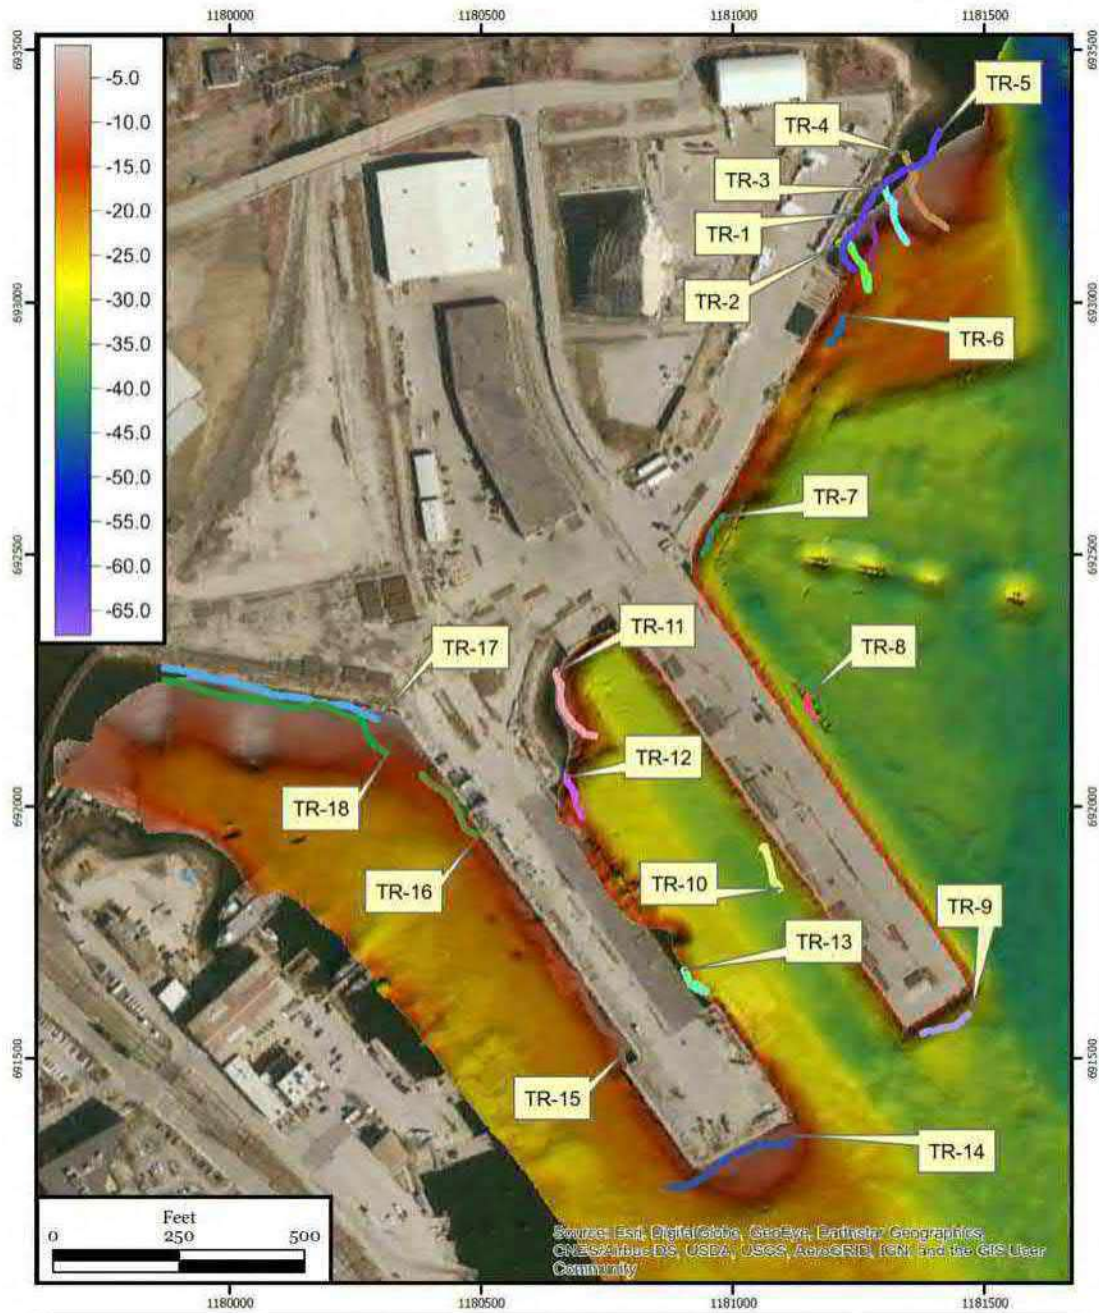 1180000 1180500 1181000 1181500
693500 693500
-5.0
-10.0
-15.0
-20.0
-25.0
-30.0
-35.0
-40.0
-45.0
-50.0
-55.0
-60.0
-65.0
TR-5
TR-4
TR-3
TR-1
TR-2
693000 693000
TR-6
TR-7
692500 692500
TR-11
TR-17
TR-8
TR-12
TR-18
692000 692000
TR-16
TR-10
TR-9
TR-13
691500 691500
TR-15
TR-14
Feet
0 250 500
Source: Esri, DigitalGlobe, GeoEye, Earthstar Geographics,
CNES/Airbus DS, USDA, USGS, AeroGRID, IGN, and the GIS User
Community
1180000 1180500 1181000 1181500